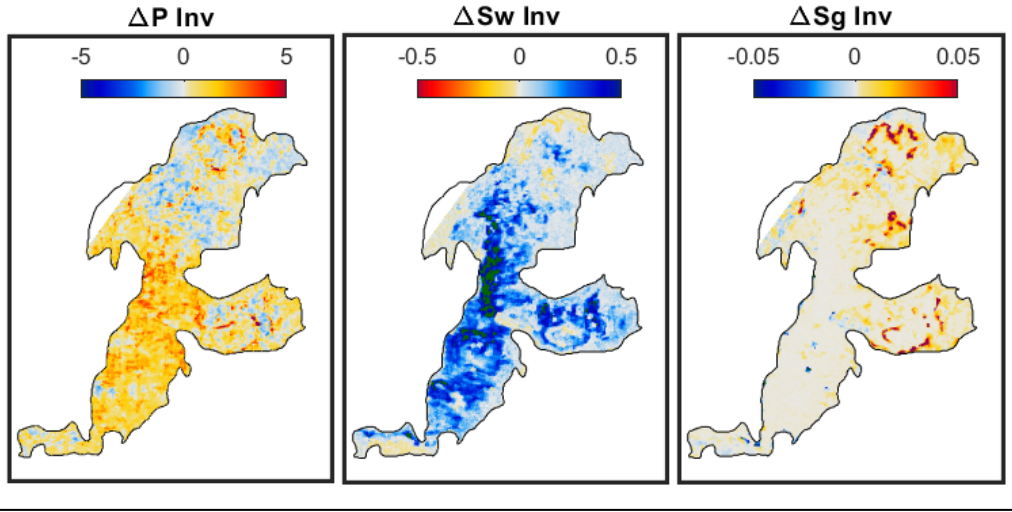 ΔP Inv
-5 0 5
ΔSw Inv
-0.5 0 0.5
ΔSg Inv
-0.05 0 0.05